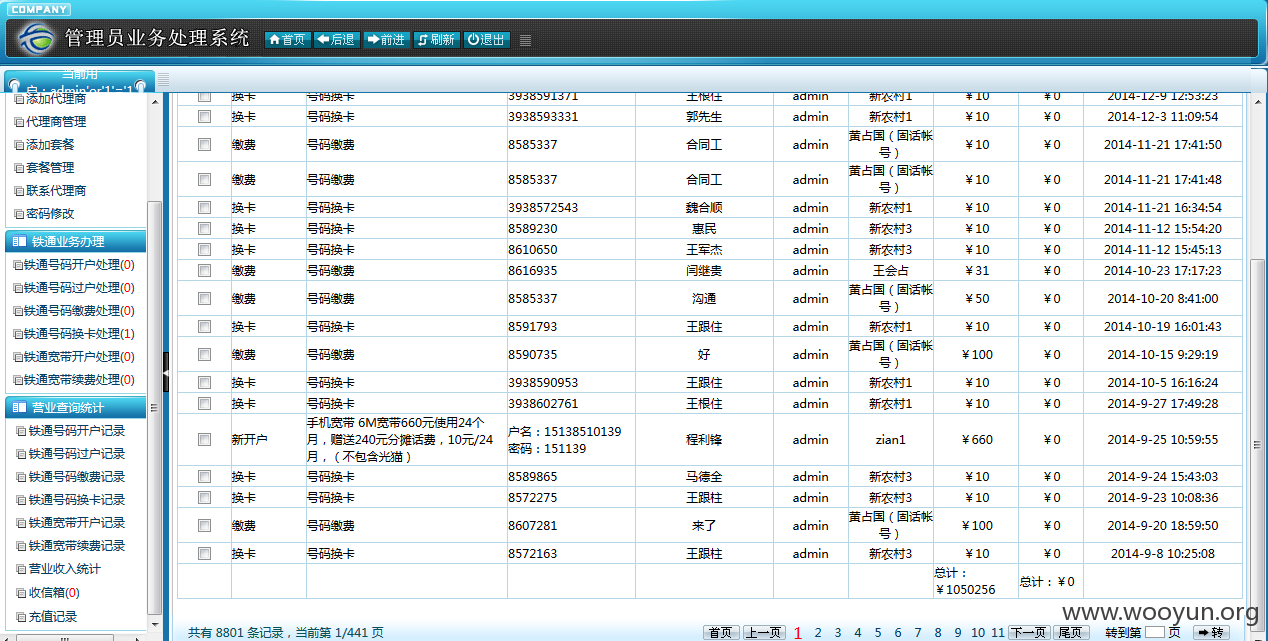 COMPANY
管理员业务处理系统 首页 后退 前进 刷新 退出
当前用
户：admin'or'1'='1
添加代理商
代理商管理
添加套餐
套餐管理
联系代理商
密码修改
铁通业务办理
铁通号码开户处理(0)
铁通号码过户处理(0)
铁通号码缴费处理(0)
铁通号码换卡处理(1)
铁通宽带开户处理(0)
铁通宽带续费处理(0)
营业查询统计
铁通号码开户记录
铁通号码过户记录
铁通号码缴费记录
铁通号码换卡记录
铁通宽带开户记录
铁通宽带续费记录
营业收入统计
收信箱(0)
充值记录
换卡 号码换卡 3938591371 王根住 admin 新农村1 ￥10 ￥0 2014-12-9 12:53:23
换卡 号码换卡 3938593331 郭先生 admin 新农村1 ￥10 ￥0 2014-12-3 11:09:54
缴费 号码缴费 8585337 合同工 admin 黄占国（固话帐
号） ￥10 ￥0 2014-11-21 17:41:50
缴费 号码缴费 8585337 合同工 admin 黄占国（固话帐
号） ￥10 ￥0 2014-11-21 17:41:48
换卡 号码换卡 3938572543 魏合顺 admin 新农村1 ￥10 ￥0 2014-11-21 16:34:54
换卡 号码换卡 8589230 惠民 admin 新农村3 ￥10 ￥0 2014-11-12 15:54:20
换卡 号码换卡 8610650 王军杰 admin 新农村3 ￥10 ￥0 2014-11-12 15:45:13
缴费 号码缴费 8616935 闫继贵 admin 王会占 ￥31 ￥0 2014-10-23 17:17:23
缴费 号码缴费 8585337 沟通 admin 黄占国（固话帐
号） ￥50 ￥0 2014-10-20 8:41:00
换卡 号码换卡 8591793 王跟住 admin 新农村1 ￥10 ￥0 2014-10-19 16:01:43
缴费 号码缴费 8590735 好 admin 黄占国（固话帐
号） ￥100 ￥0 2014-10-15 9:29:19
换卡 号码换卡 3938590953 王跟住 admin 新农村1 ￥10 ￥0 2014-10-5 16:16:24
换卡 号码换卡 3938602761 王根住 admin 新农村1 ￥10 ￥0 2014-9-27 17:49:28
新开户 手机宽带 6M宽带660元使用24个
月，赠送240元分摊话费，10元/24
月，（不包含光猫） 户名：15138510139
密码：151139 程利锋 admin zian1 ￥660 ￥0 2014-9-25 10:59:55
换卡 号码换卡 8589865 马德全 admin 新农村3 ￥10 ￥0 2014-9-24 15:43:03
换卡 号码换卡 8572275 王跟柱 admin 新农村3 ￥10 ￥0 2014-9-23 10:08:36
缴费 号码缴费 8607281 来了 admin 黄占国（固话帐
号） ￥100 ￥0 2014-9-20 18:59:50
换卡 号码换卡 8572163 王跟柱 admin 新农村3 ￥10 ￥0 2014-9-8 10:25:08
总计：
￥1050256 总计：￥0
www.wooyun.org
共有 8801 条记录，当前第 1/441 页 首页 上一页 1 2 3 4 5 6 7 8 9 10 11 下一页 尾页 转到第 页 转